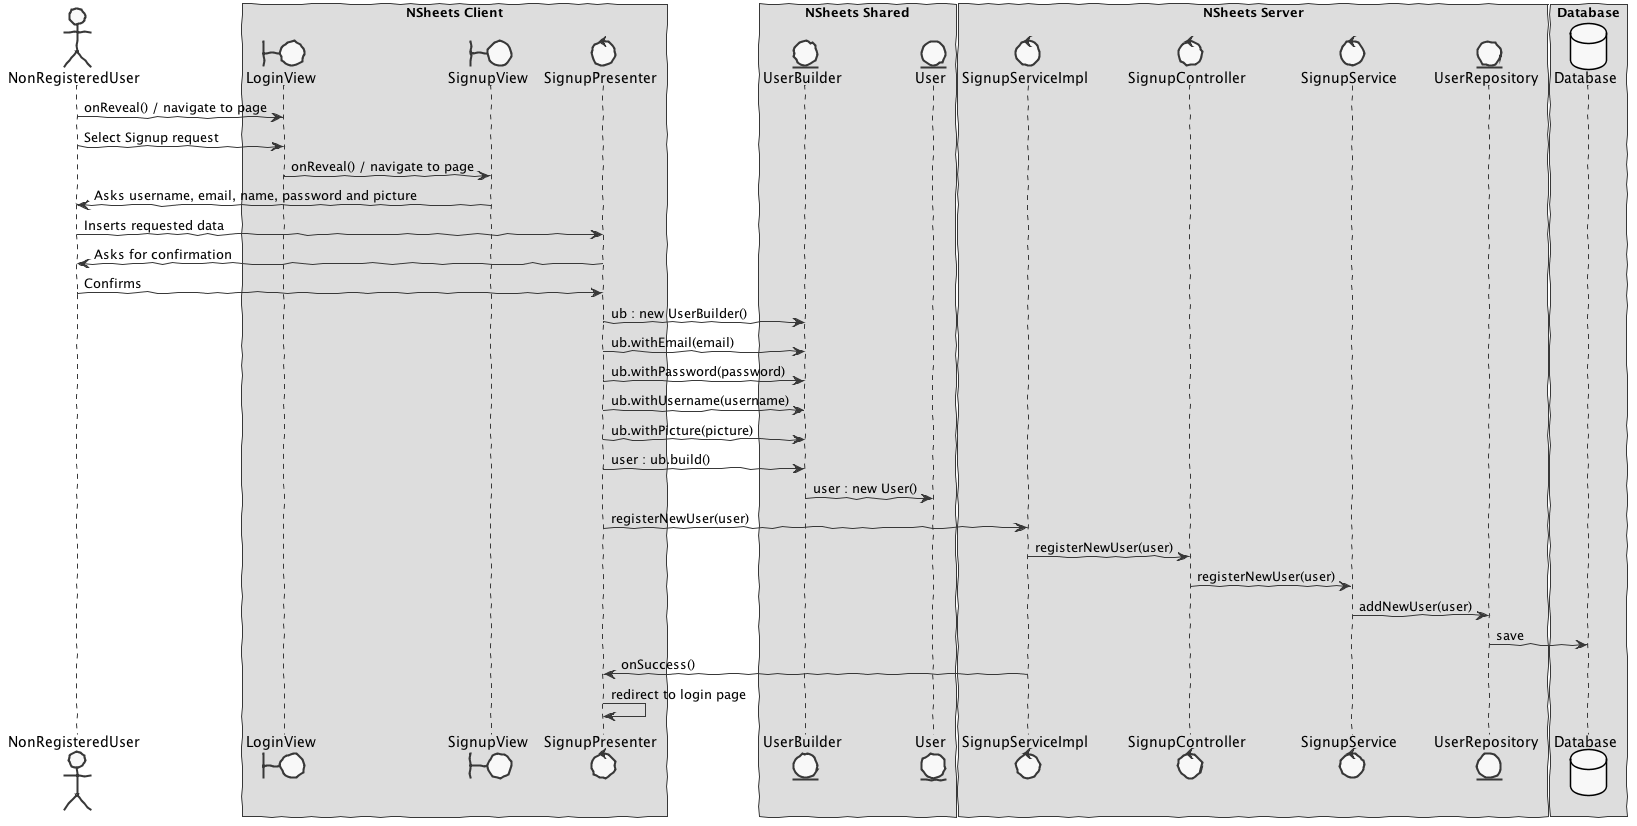 NSheets Client
NSheets Shared
NSheets Server
Database
NonRegisteredUser
LoginView
SignupView
SignupPresenter
UserBuilder
User
SignupServiceImpl
SignupController
SignupService
UserRepository
Database
onReveal() / navigate to page
Select Signup request
onReveal() / navigate to page
Asks username, email, name, password and picture
Inserts requested data
Asks for confirmation
Confirms
ub : new UserBuilder()
ub.withEmail(email)
ub.withPassword(password)
ub.withUsername(username)
ub.withPicture(picture)
user : ub.build()
user : new User()
registerNewUser(user)
registerNewUser(user)
registerNewUser(user)
addNewUser(user)
save
onSuccess()
redirect to login page
NonRegisteredUser
LoginView
SignupView
SignupPresenter
UserBuilder
User
SignupServiceImpl
SignupController
SignupService
UserRepository
Database